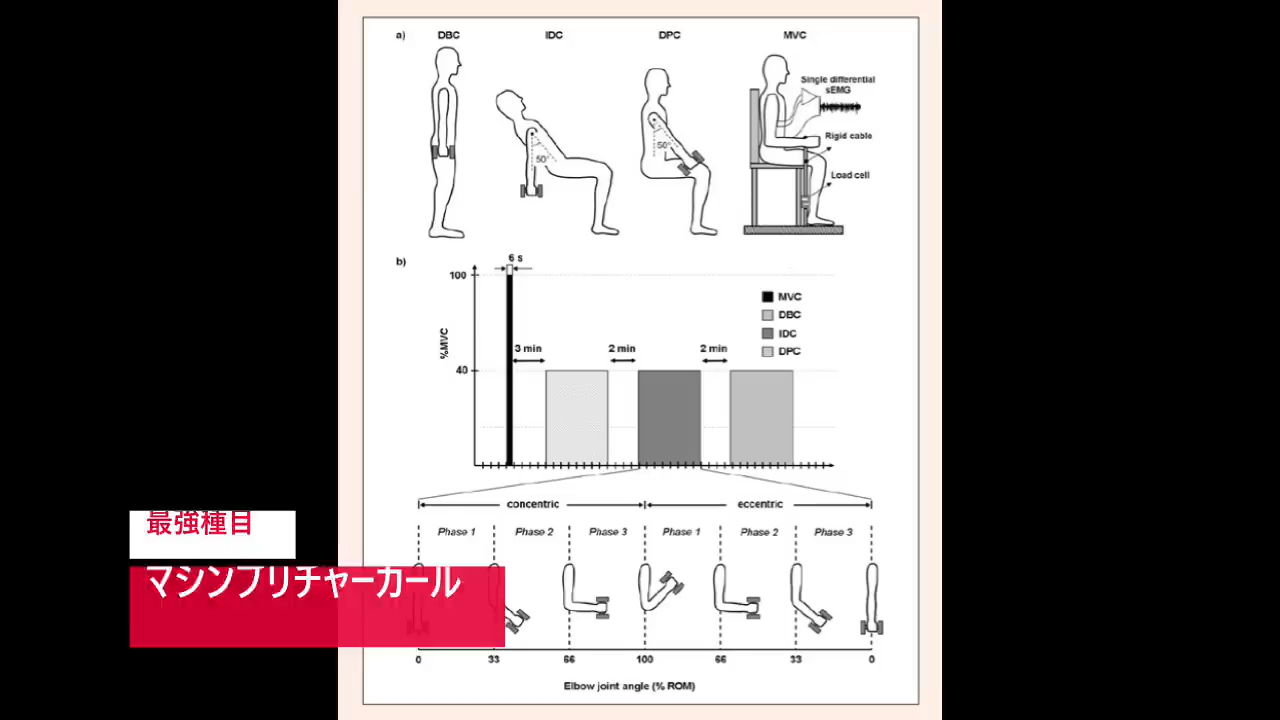 a) DBC IDC DPC MVC
Single differential
sEMG
Rigid cable
50°
50°
Load cell
b) 6 s
100
MVC
DBC
IDC
DPC
%MVC
3 min 2 min 2 min
40
concentric eccentric
最強種目
Phase 1 Phase 2 Phase 3 Phase 1 Phase 2 Phase 3
マシンプリチャーカール
0 33 66 100 66 33 0
Elbow joint angle (% ROM)